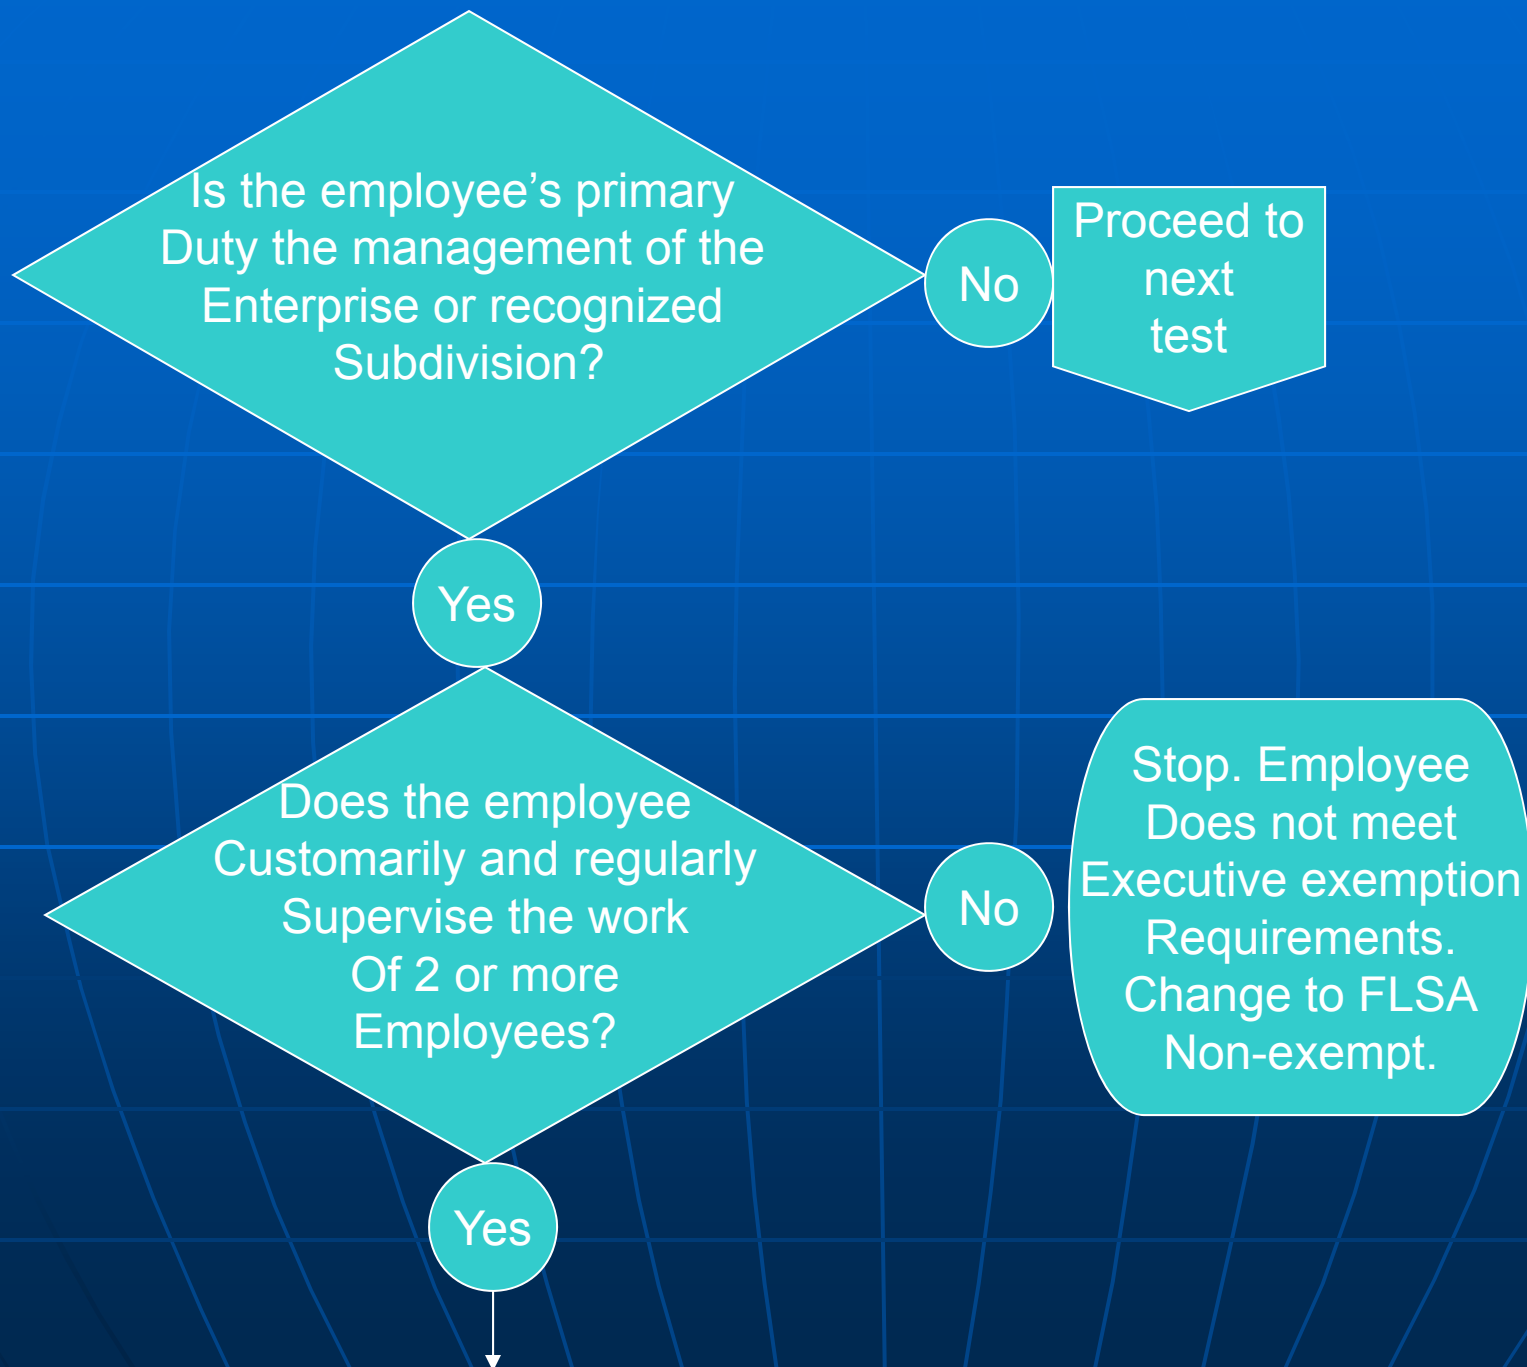 Is the employee’s primary
Duty the management of the
Enterprise or recognized
Subdivision?
No
Proceed to
next
test
Yes
Does the employee
Customarily and regularly
Supervise the work
Of 2 or more
Employees?
No
Stop. Employee
Does not meet
Executive exemption
Requirements.
Change to FLSA
Non-exempt.
Yes